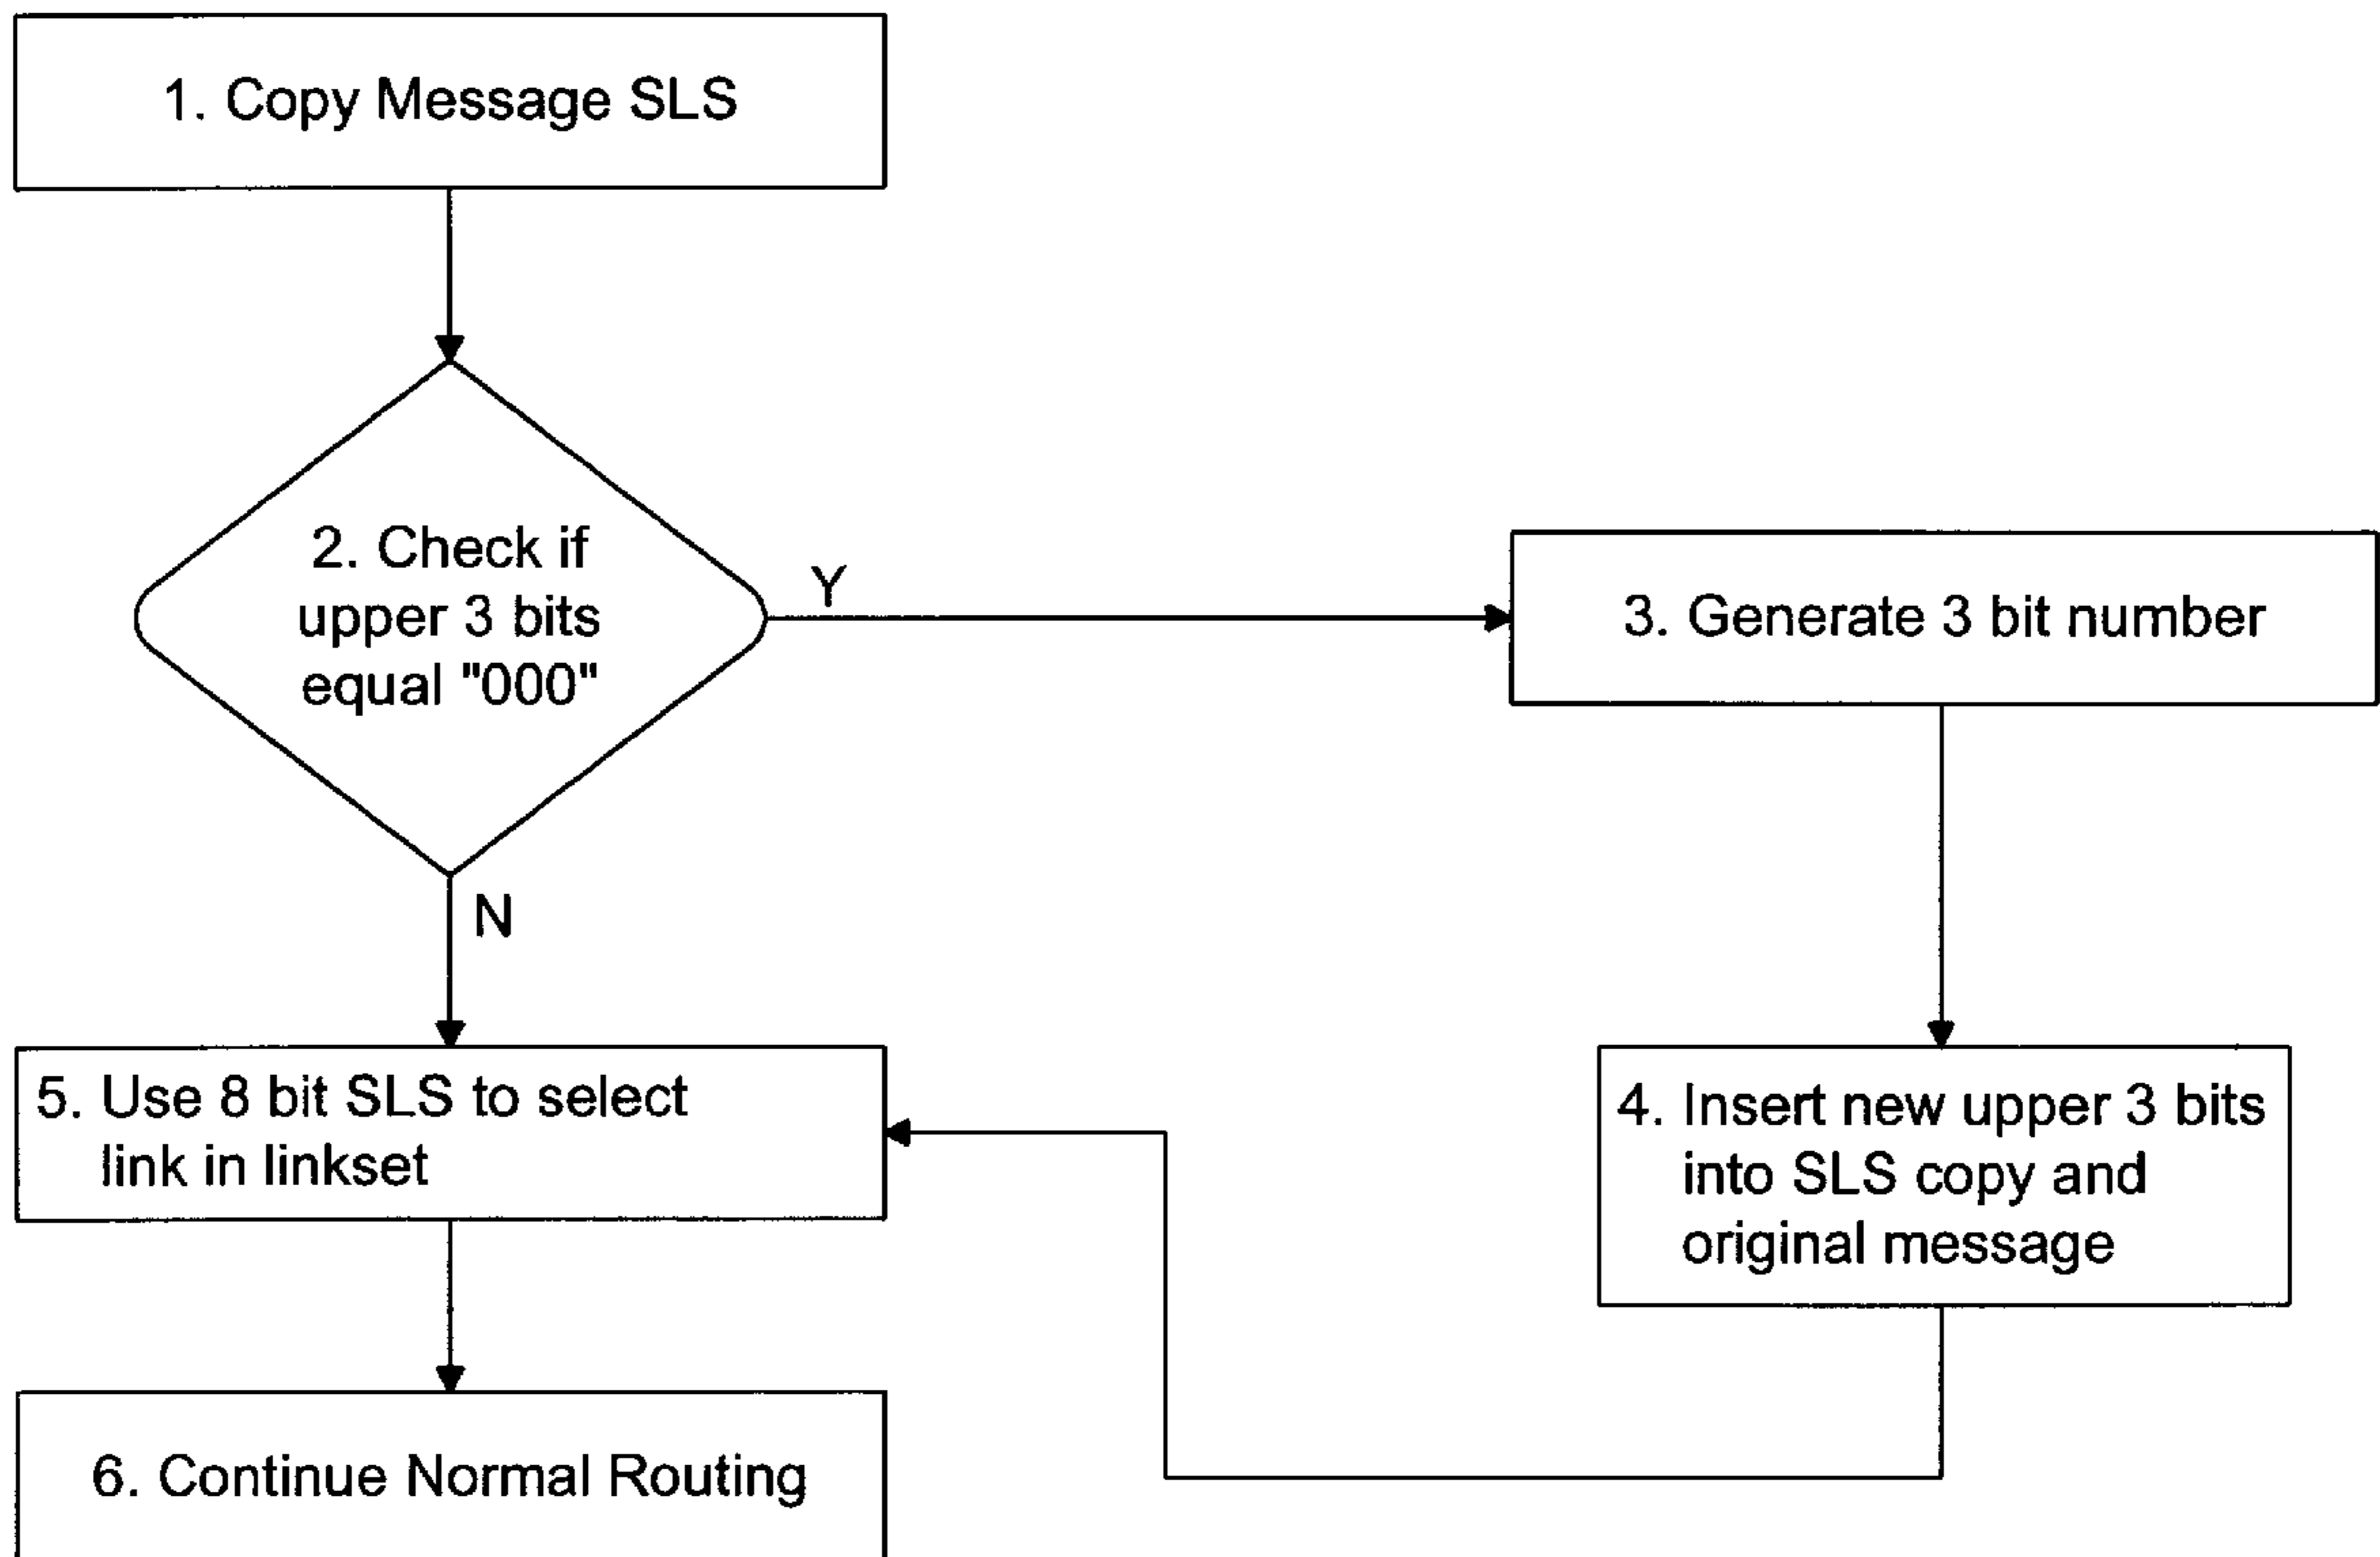 1. Copy Message SLS
2. Check if
upper 3 bits
equal "000"
Y
3. Generate 3 bit number
N
4. Insert new upper 3 bits
into SLS copy and
original message
5. Use 8 bit SLS to select
link in linkset
6. Continue Normal Routing